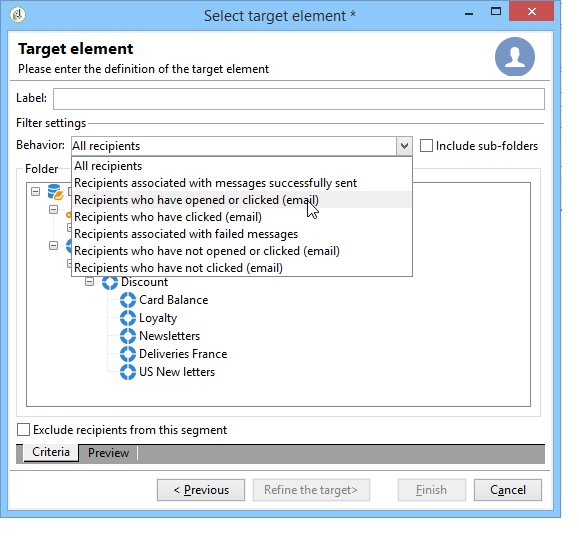 Select target element *
Target element
Please enter the definition of the target element
Label:
Filter settings
Behavior: All recipients Include sub-folders
All recipients
Folder
Recipients associated with messages successfully sent
Recipients who have opened or clicked (email)
Recipients who have clicked (email)
Recipients associated with failed messages
Recipients who have not opened or clicked (email)
Recipients who have not clicked (email)
Discount
Card Balance
Loyalty
Newsletters
Deliveries France
US New letters
Exclude recipients from this segment
Criteria Preview
< Previous Refine the target> Finish Cancel